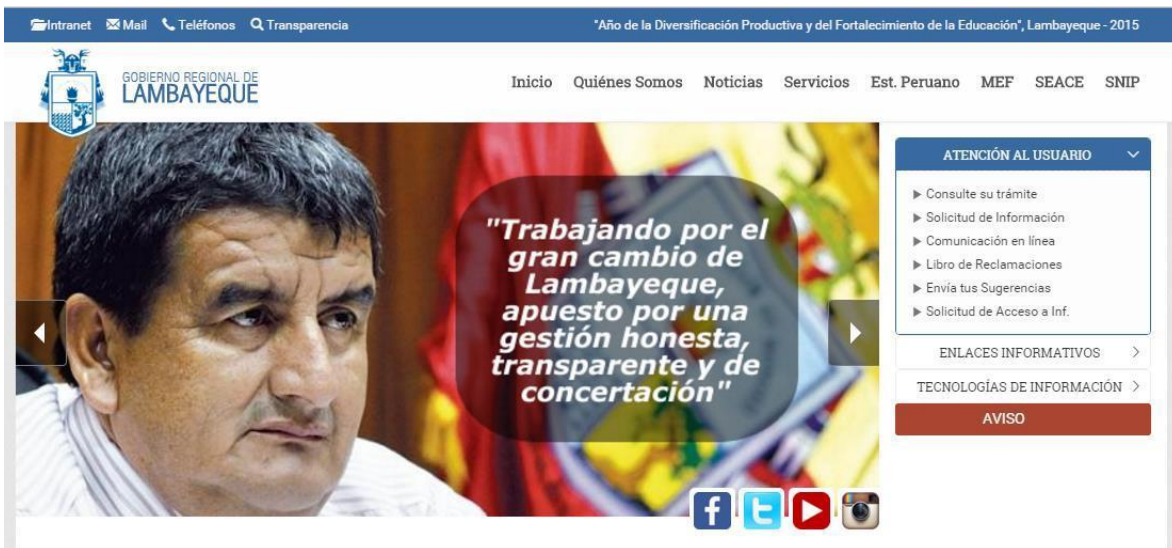 Intranet Mail Teléfonos Transparencia
"Año de la Diversificación Productiva y del Fortalecimiento de la Educación", Lambayeque - 2015
GOBIERNO REGIONAL DE
LAMBAYEQUE
Inicio Quiénes Somos Noticias Servicios Est. Peruano MEF SEACE SNIP
"Trabajando por el
gran cambio de
Lambayeque,
apuesto por una
gestión honesta,
transparente y de
concertación"
ATENCIÓN AL USUARIO
Consulte su trámite
Solicitud de Información
Comunicación en línea
Libro de Reclamaciones
Envía tus Sugerencias
Solicitud de Acceso a Inf.
ENLACES INFORMATIVOS
TECNOLOGÍAS DE INFORMACIÓN
AVISO